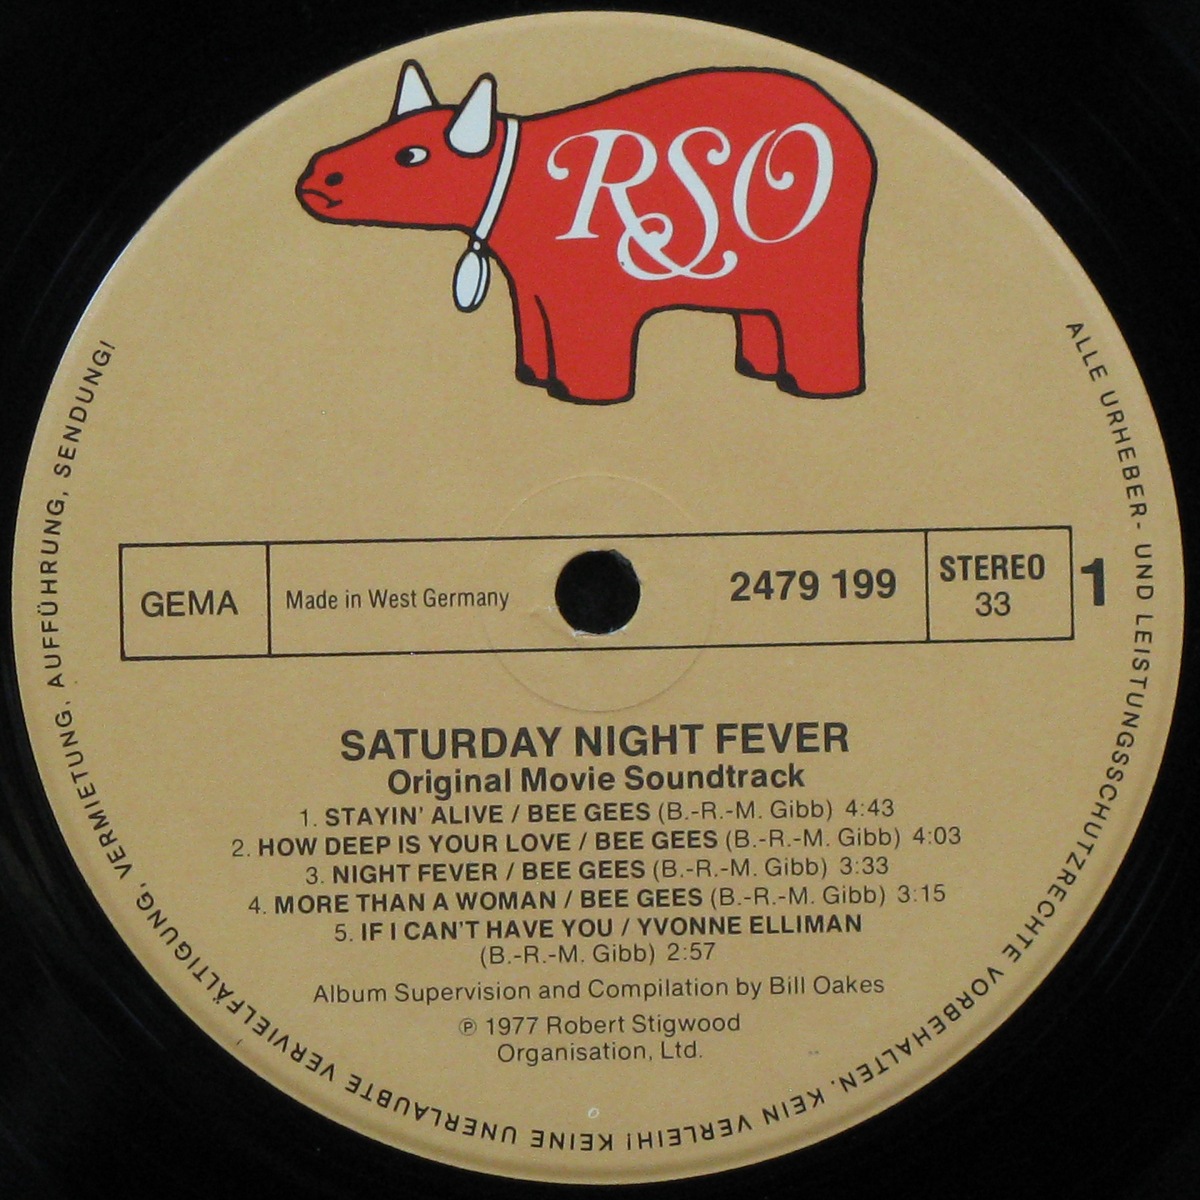 RSO
GEMA
Made in West Germany
2479 199
STEREO
33
1
SATURDAY NIGHT FEVER
Original Movie Soundtrack
1. STAYIN' ALIVE / BEE GEES (B.-R.-M. Gibb) 4:43
2. HOW DEEP IS YOUR LOVE / BEE GEES (B.-R.-M. Gibb) 4:03
3. NIGHT FEVER / BEE GEES (B.-R.-M. Gibb) 3:33
4. MORE THAN A WOMAN / BEE GEES (B.-R.-M. Gibb) 3:15
5. IF I CAN'T HAVE YOU / YVONNE ELLIMAN
(B.-R.-M. Gibb) 2:57
Album Supervision and Compilation by Bill Oakes
℗ 1977 Robert Stigwood
Organisation, Ltd.
ALLE URHEBER- UND LEISTUNGSSCHUTZRECHTE VORBEHALTEN. KEIN VERLEIH! KEINE UNERLAUBTE VERVIELFÄLTIGUNG, VERMIETUNG, AUFFÜHRUNG, SENDUNG!